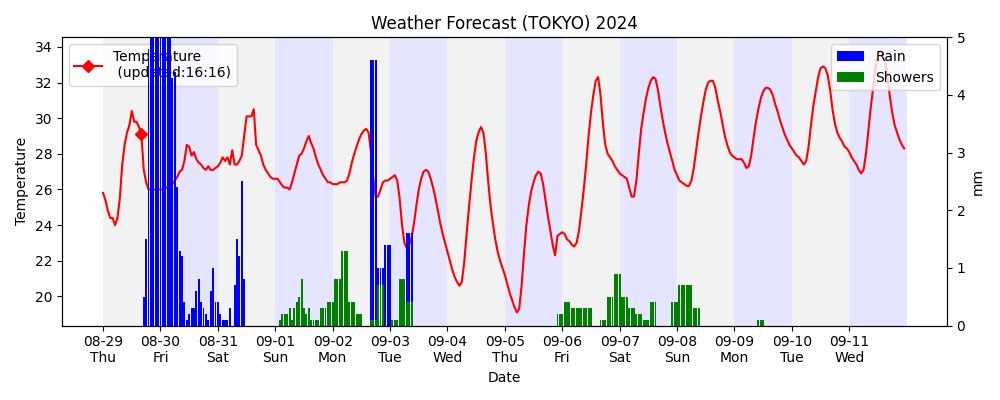 Weather Forecast (TOKYO) 2024
Temperature
(updated:16:16)
Rain
Showers
Temperature
34
32
30
28
26
24
22
20
5
4
3
2
1
0
mm
08-29 08-30 08-31 09-01 09-02 09-03 09-04 09-05 09-06 09-07 09-08 09-09 09-10 09-11
Thu Fri Sat Sun Mon Tue Wed Thu Fri Sat Sun Mon Tue Wed
Date